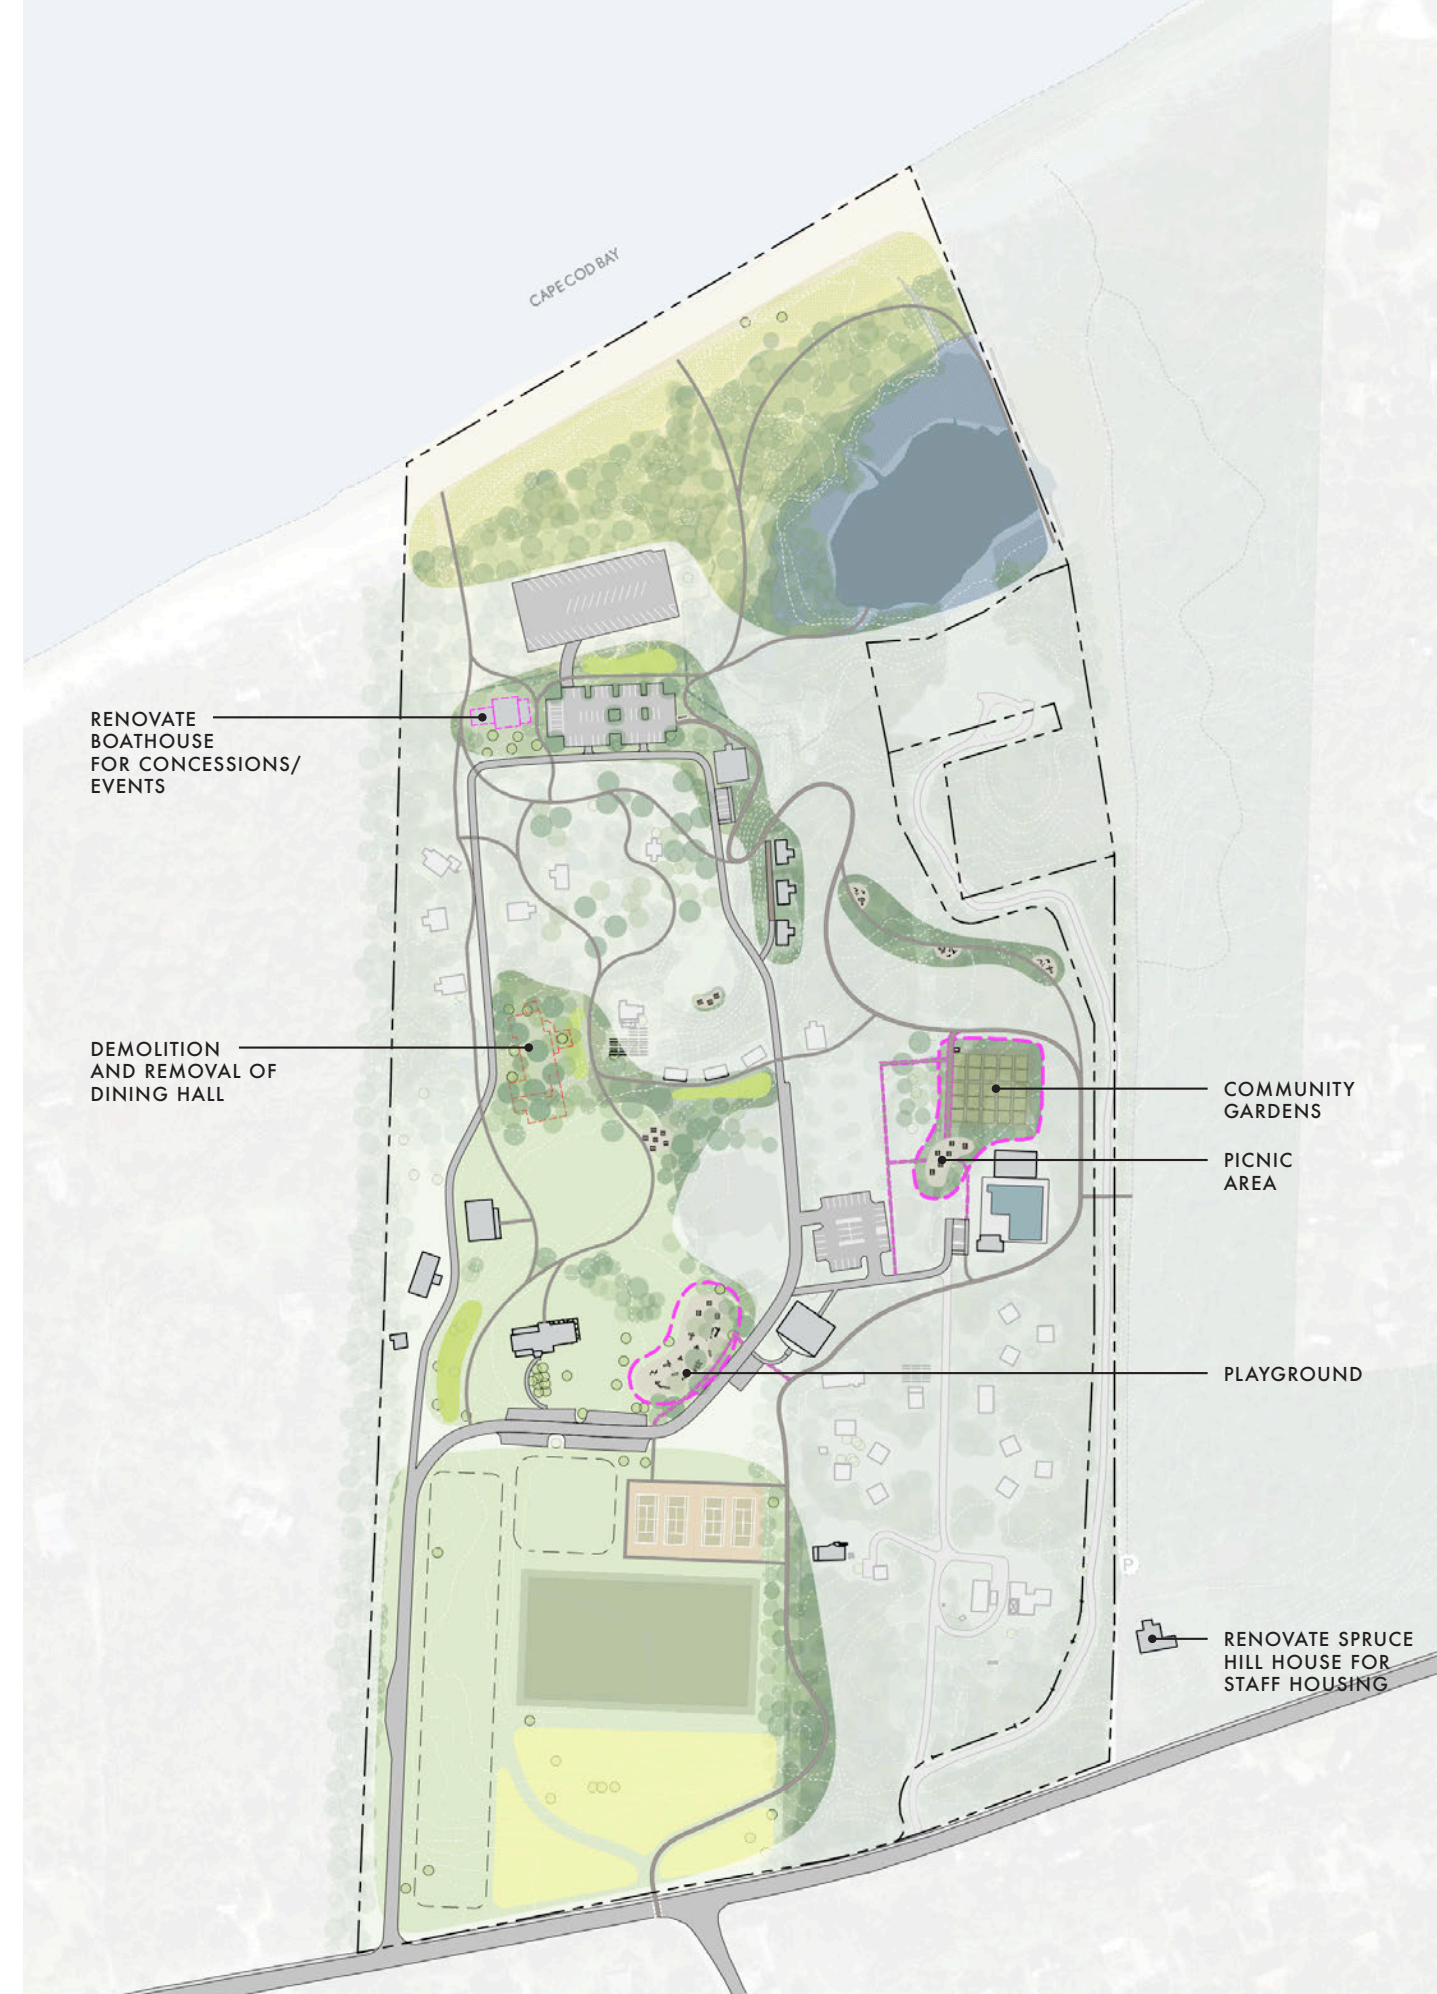 CAPE COD BAY
RENOVATE
BOATHOUSE
FOR CONCESSIONS/
EVENTS
DEMOLITION
AND REMOVAL OF
DINING HALL
COMMUNITY
GARDENS
PICNIC
AREA
PLAYGROUND
P
RENOVATE SPRUCE
HILL HOUSE FOR
STAFF HOUSING